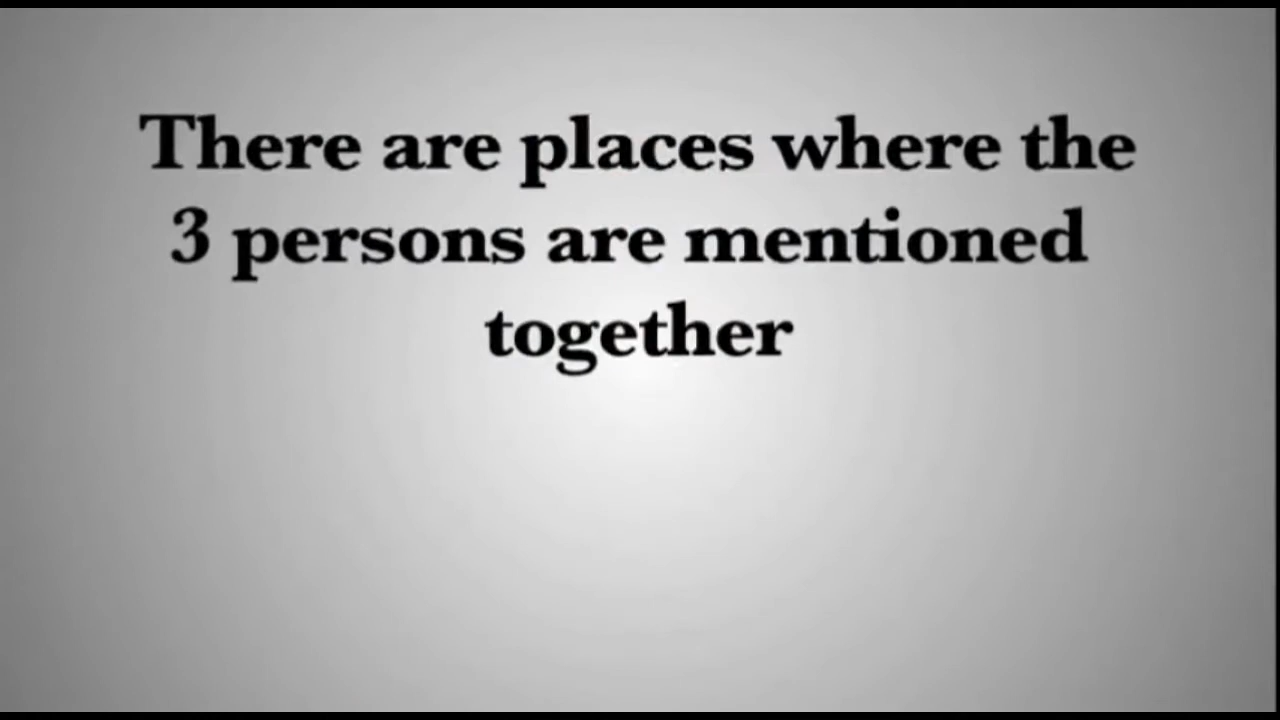 There are places where the
3 persons are mentioned
together